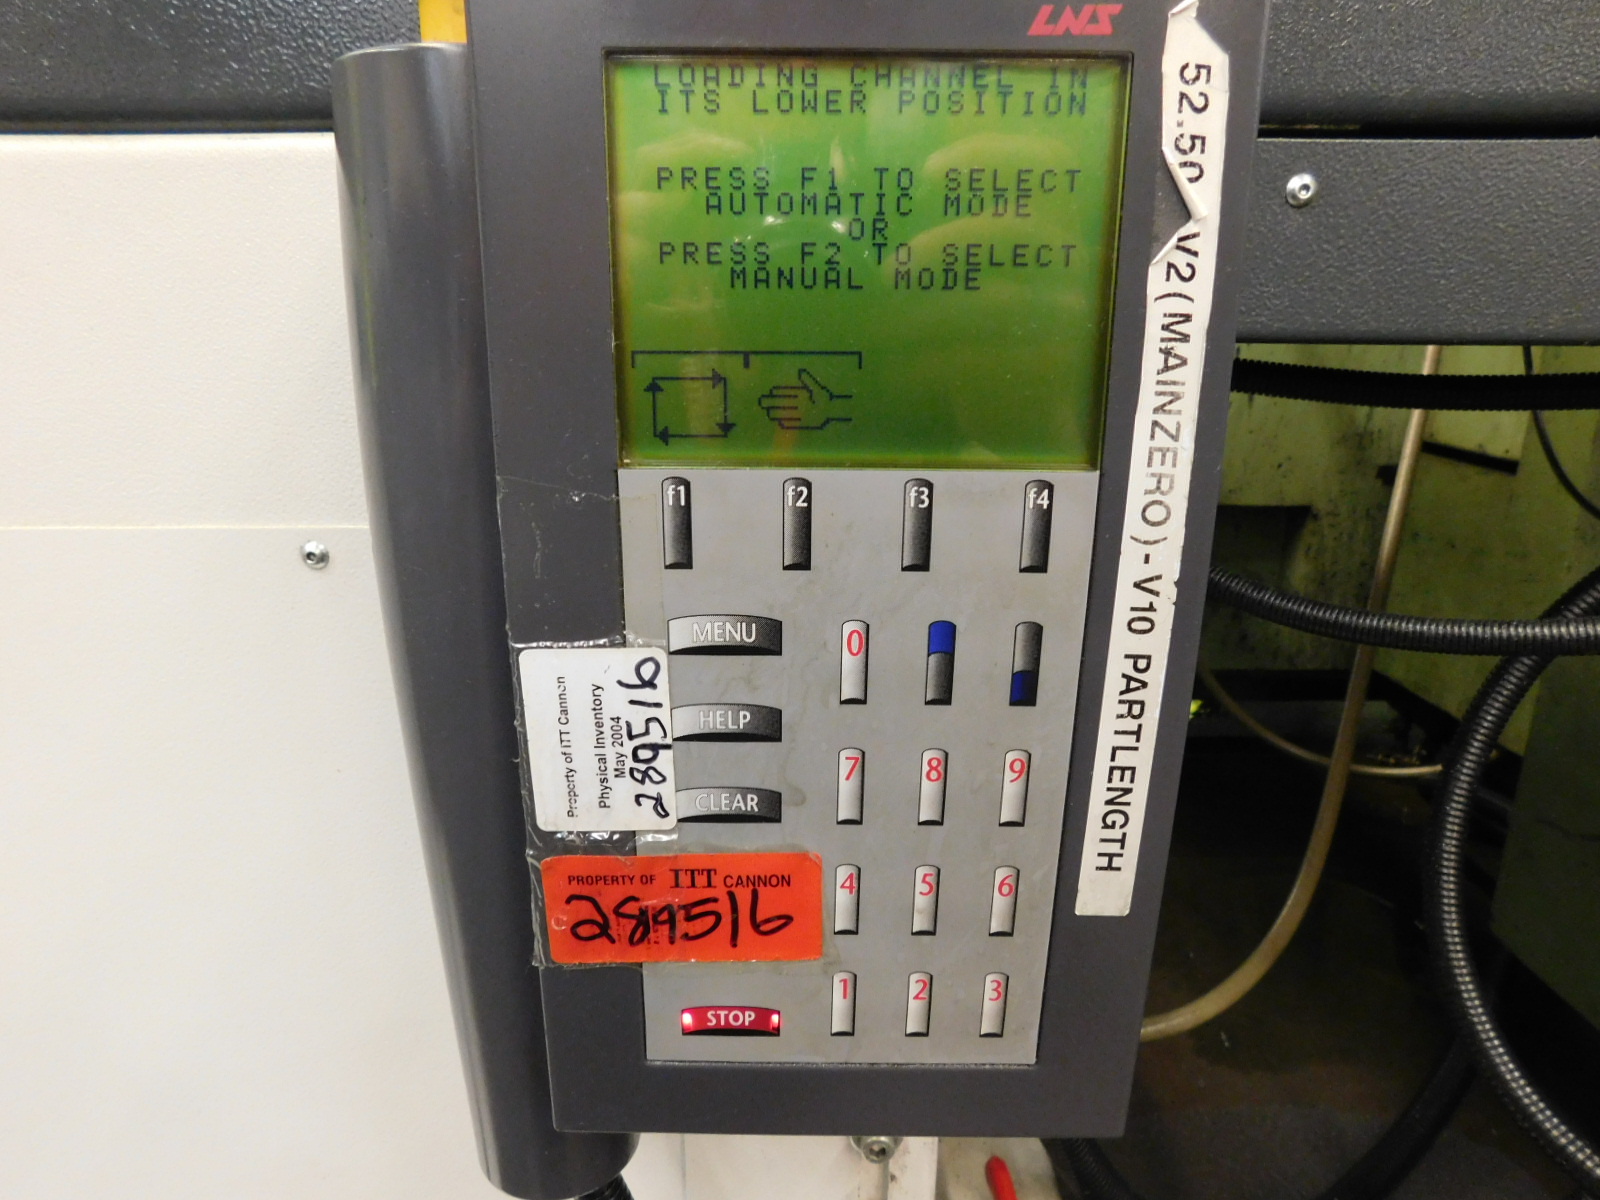 LNS
LOADING CHANNEL IN
ITS LOWER POSITION
PRESS F1 TO SELECT
AUTOMATIC MODE
OR
PRESS F2 TO SELECT
MANUAL MODE
f1 f2 f3 f4
MENU
0
HELP
7 8 9
CLEAR
4 5 6
1 2 3
STOP
Property of ITT Cannon
Physical Inventory
May 2004
289516
PROPERTY OF ITT CANNON
289516
52.50 V2(MAINZERO)-V10 PARTLENGTH